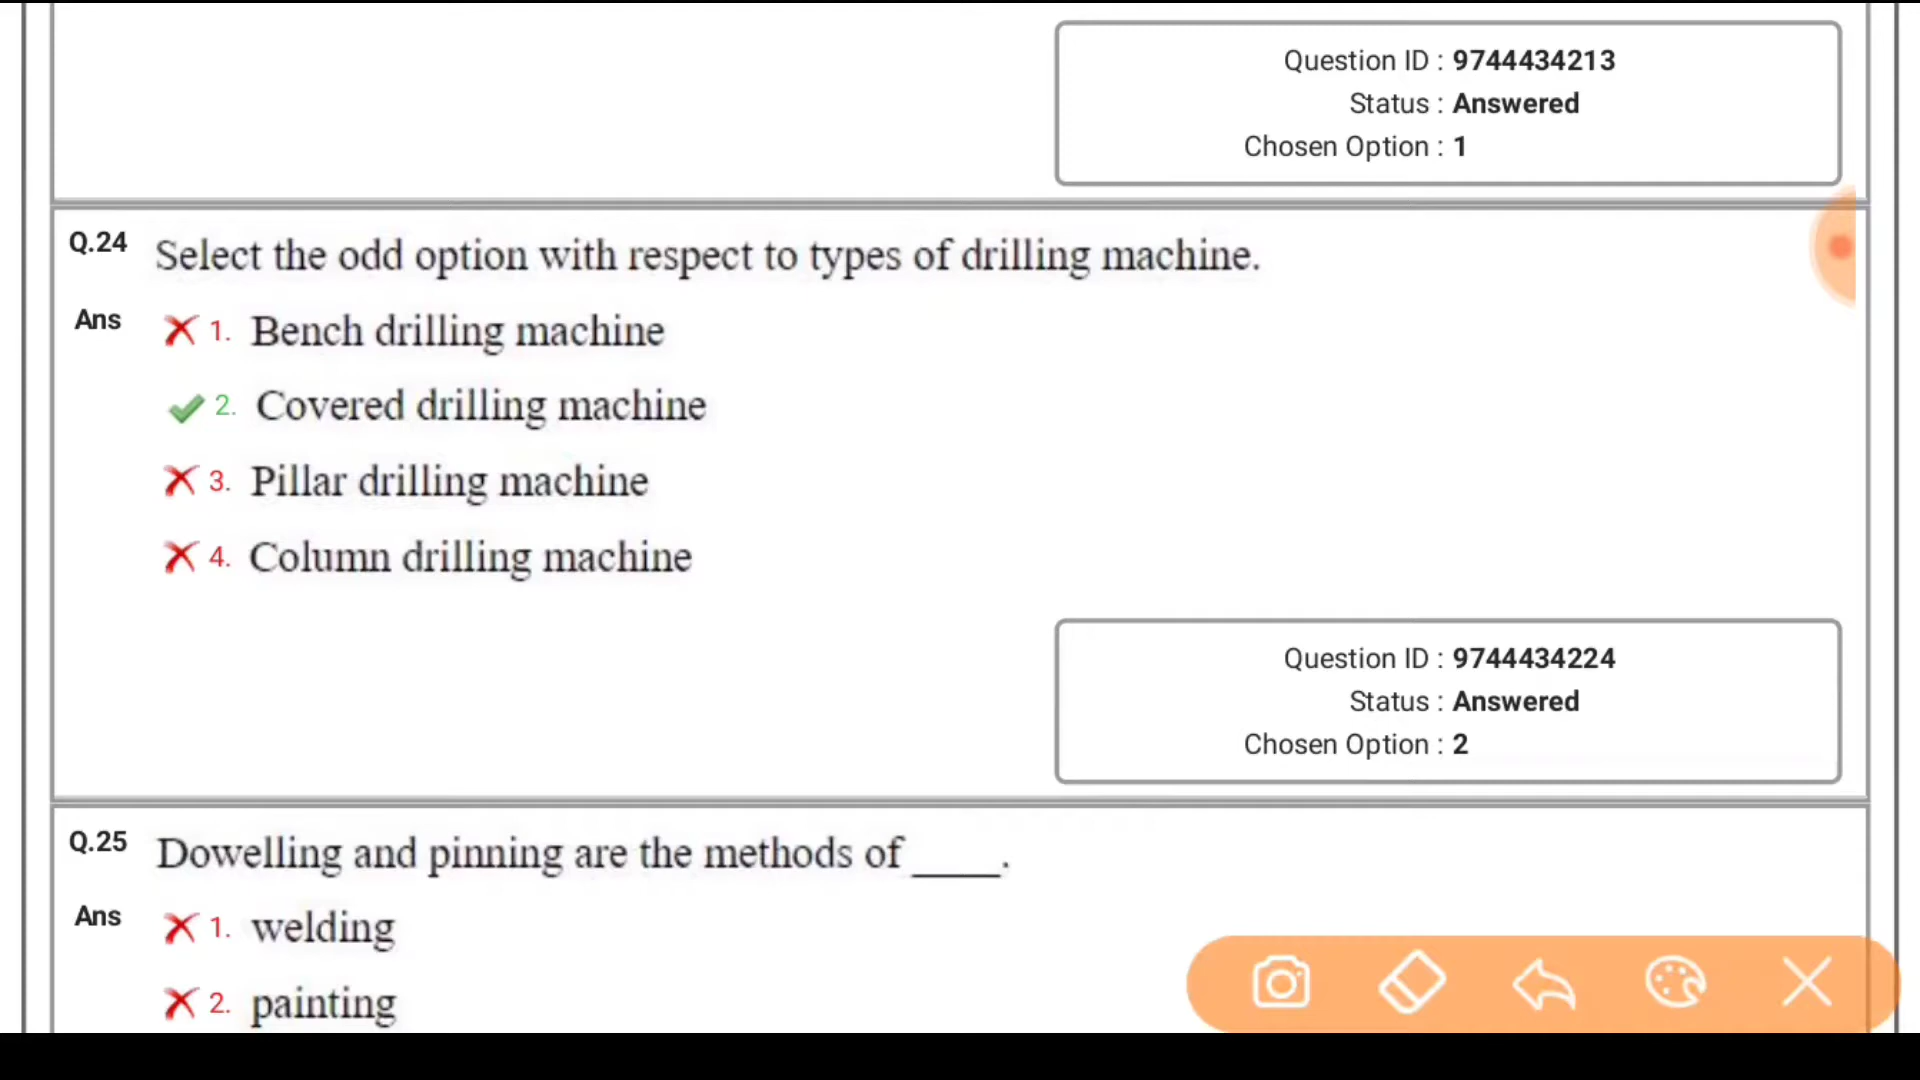 Question ID : 9744434213
Status : Answered
Chosen Option : 1
Q.24 Select the odd option with respect to types of drilling machine.
Ans 1. Bench drilling machine
2. Covered drilling machine
3. Pillar drilling machine
4. Column drilling machine
Question ID : 9744434224
Status : Answered
Chosen Option : 2
Q.25 Dowelling and pinning are the methods of ____.
Ans 1. welding
2. painting